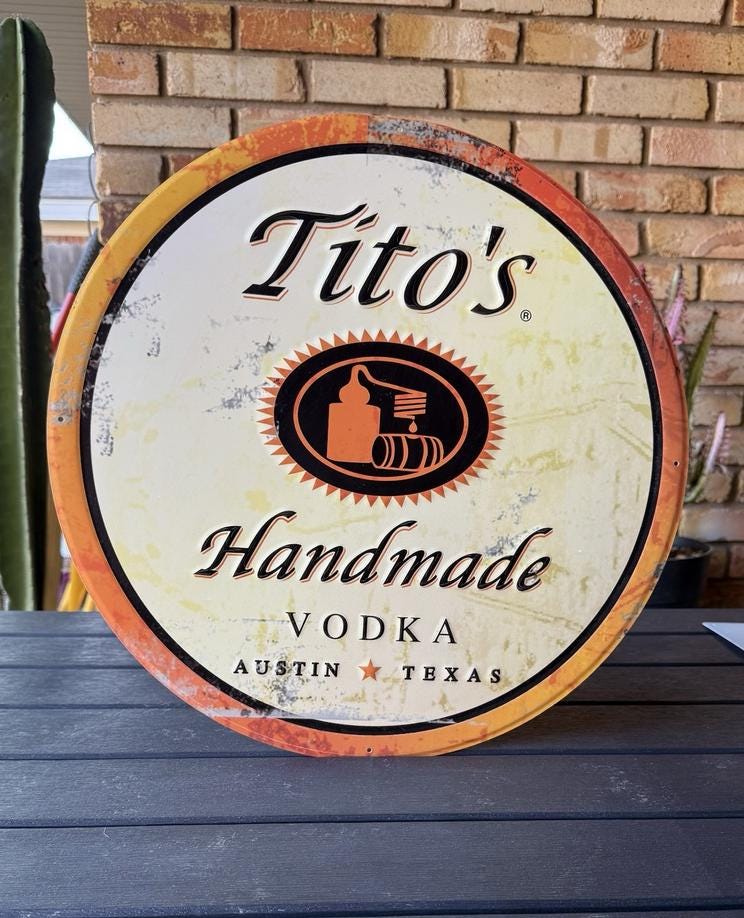 Tito's
®
Handmade
VODKA
AUSTIN ★ TEXAS